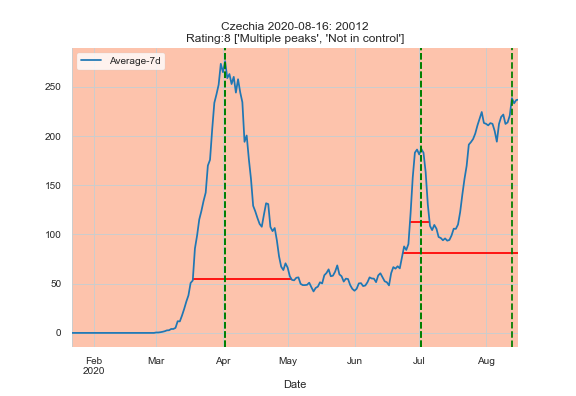 Czechia 2020-08-16: 20012
Rating:8 ['Multiple peaks', 'Not in control']
Average-7d
250
200
150
100
50
0
Feb
2020
Mar
Apr
May
Jun
Jul
Aug
Date